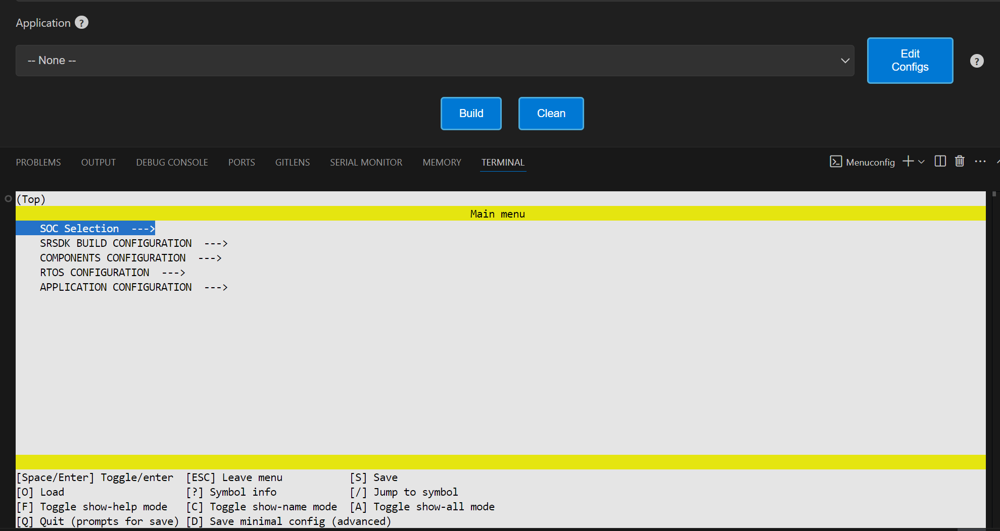 Application ?
-- None --
Edit
Configs
?
Build Clean
PROBLEMS OUTPUT DEBUG CONSOLE PORTS GITLENS SERIAL MONITOR MEMORY TERMINAL Menuconfig
(Top)
Main menu
SOC Selection --->
SRSDK BUILD CONFIGURATION --->
COMPONENTS CONFIGURATION --->
RTOS CONFIGURATION --->
APPLICATION CONFIGURATION --->
[Space/Enter] Toggle/enter [ESC] Leave menu [S] Save
[O] Load [?] Symbol info [/] Jump to symbol
[F] Toggle show-help mode [C] Toggle show-name mode [A] Toggle show-all mode
[Q] Quit (prompts for save) [D] Save minimal config (advanced)